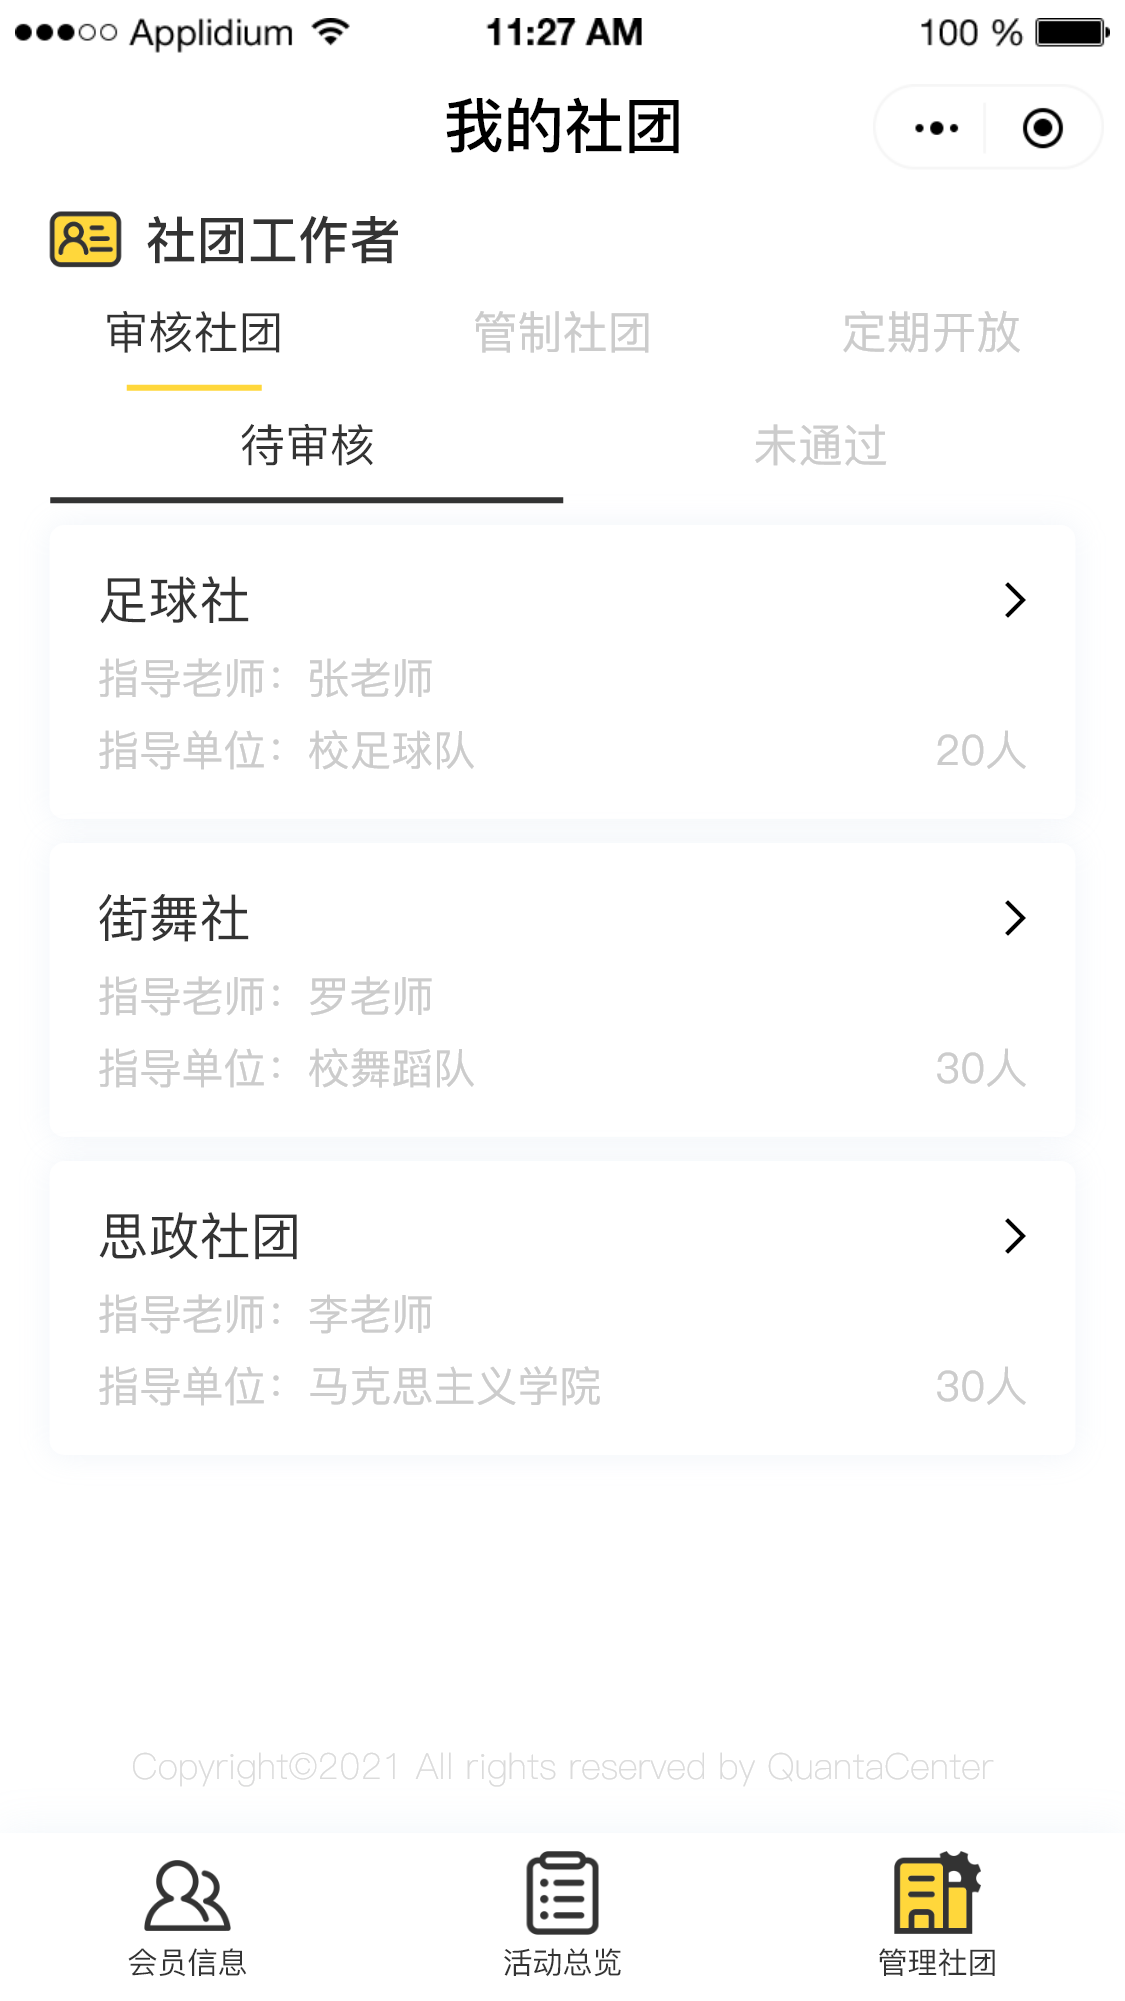 Applidium 11:27 AM 100 %
我的社团
社团工作者
审核社团 管制社团 定期开放
待审核 未通过
足球社
指导老师：张老师
指导单位：校足球队 20人
街舞社
指导老师：罗老师
指导单位：校舞蹈队 30人
思政社团
指导老师：李老师
指导单位：马克思主义学院 30人
Copyright©2021 All rights reserved by QuantaCenter
会员信息 活动总览 管理社团